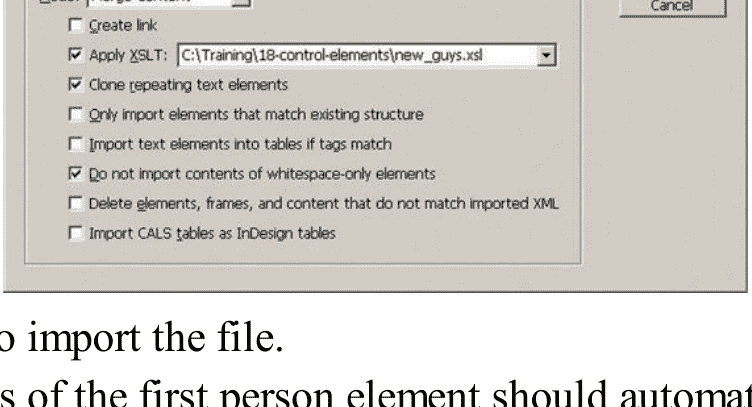 Merge Content
Cancel
Create link
Apply XSLT: C:\Training\18-control-elements\new_guys.xsl
Clone repeating text elements
Only import elements that match existing structure
Import text elements into tables if tags match
Do not import contents of whitespace-only elements
Delete elements, frames, and content that do not match imported XML
Import CALS tables as InDesign tables
o import the file.
s of the first person element should automat